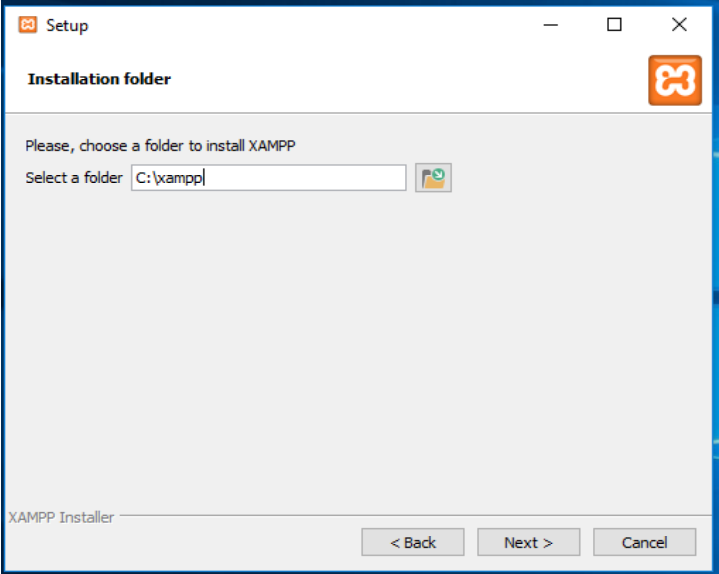 Setup
Installation folder
Please, choose a folder to install XAMPP
Select a folder C:\xampp
XAMPP Installer
< Back Next > Cancel